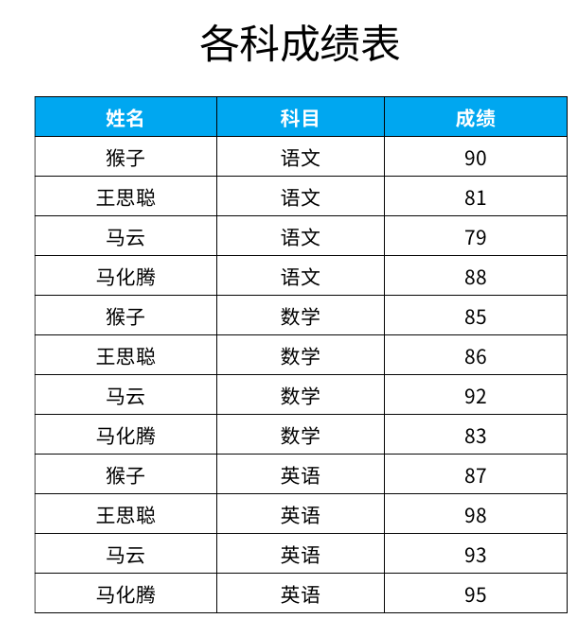 各科成绩表
姓名 科目 成绩
猴子 语文 90
王思聪 语文 81
马云 语文 79
马化腾 语文 88
猴子 数学 85
王思聪 数学 86
马云 数学 92
马化腾 数学 83
猴子 英语 87
王思聪 英语 98
马云 英语 93
马化腾 英语 95